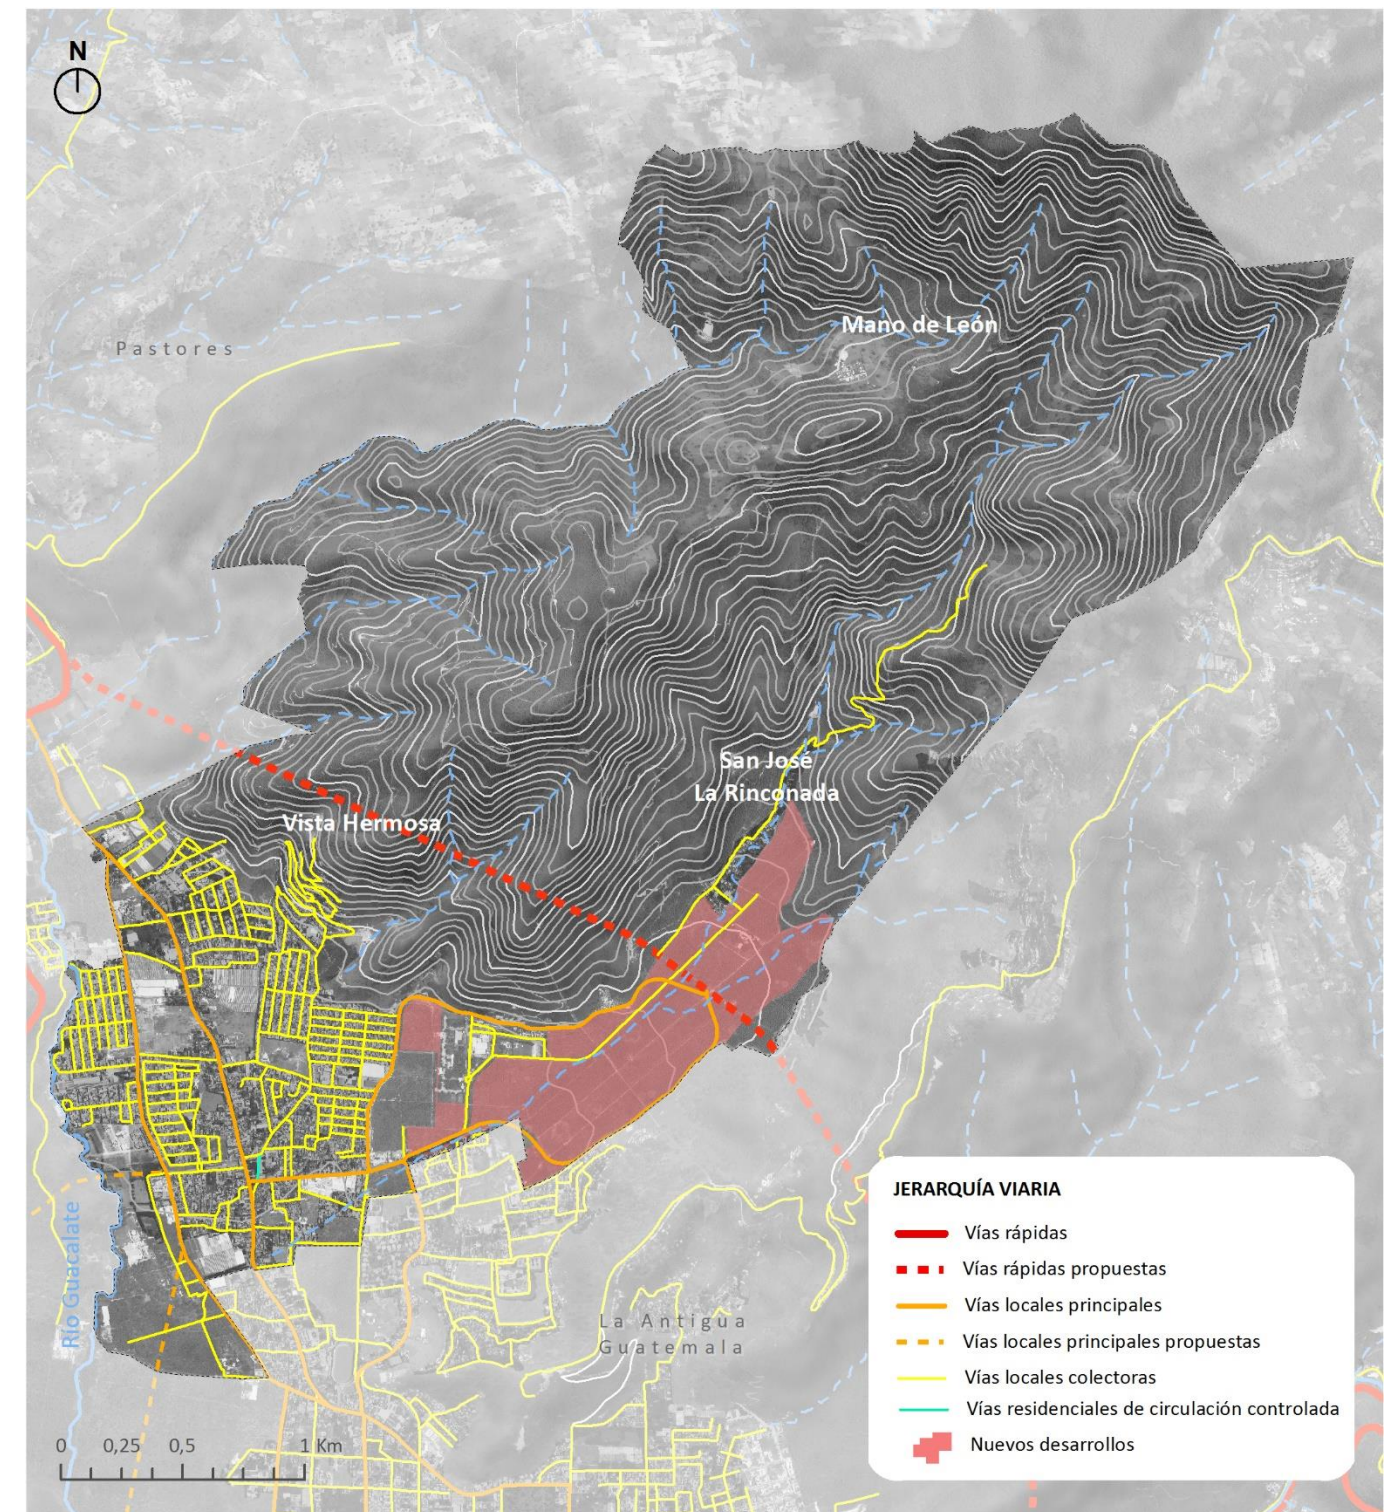 N
Mano de León
Pastores
San José
La Rinconada
Vista Hermosa
Río Guacalate
La Antigua
Guatemala
0 0,25 0,5 1 Km
JERARQUÍA VIARIA
Vías rápidas
Vías rápidas propuestas
Vías locales principales
Vías locales principales propuestas
Vías locales colectoras
Vías residenciales de circulación controlada
Nuevos desarrollos